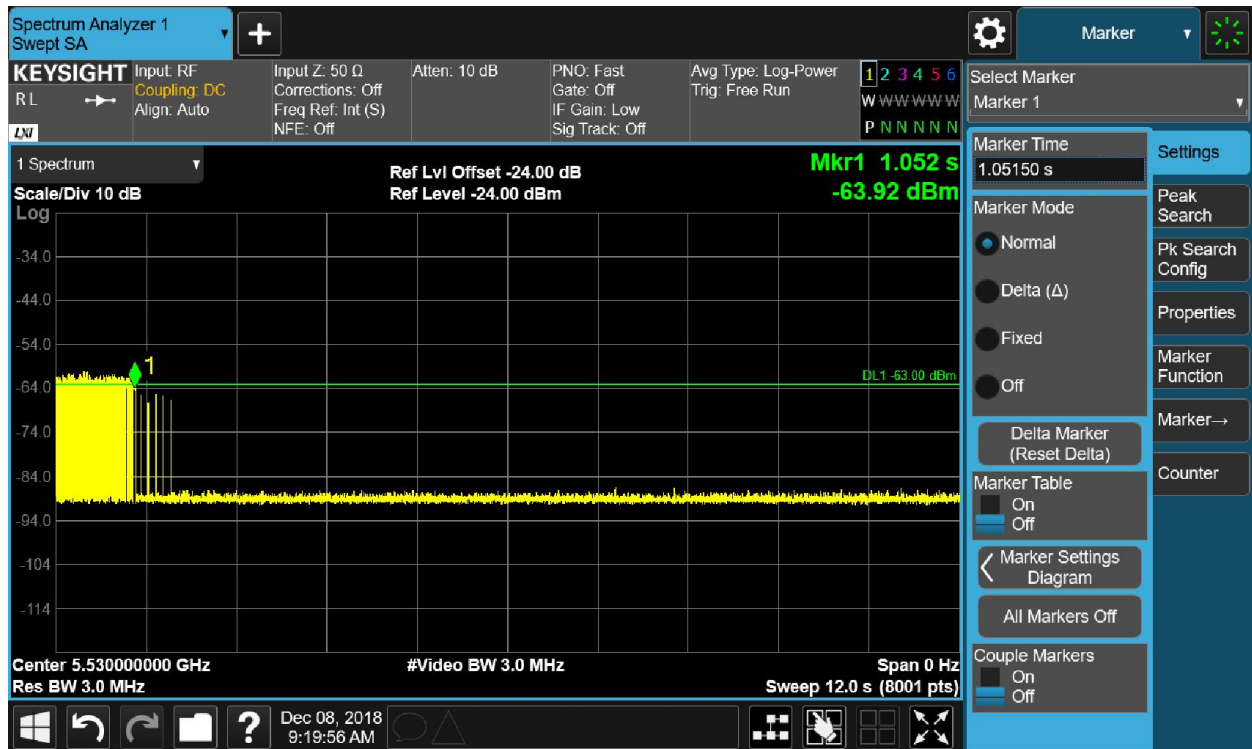 Spectrum Analyzer 1
Swept SA
+
Marker
KEYSIGHT
RL
LXI
Input: RF
Coupling: DC
Align: Auto
Input Z: 50 Ω
Corrections: Off
Freq Ref: Int (S)
NFE: Off
Atten: 10 dB
PNO: Fast
Gate: Off
IF Gain: Low
Sig Track: Off
Avg Type: Log-Power
Trig: Free Run
1 2 3 4 5 6
W W W W W W
P N N N N N
Select Marker
Marker 1
1 Spectrum
Scale/Div 10 dB
Log
Ref Lvl Offset -24.00 dB
Ref Level -24.00 dBm
Mkr1 1.052 s
-63.92 dBm
-34.0
-44.0
-54.0
-64.0
-74.0
-84.0
-94.0
-104
-114
1
DL1 -63.00 dBm
Center 5.530000000 GHz
Res BW 3.0 MHz
#Video BW 3.0 MHz
Span 0 Hz
Sweep 12.0 s (8001 pts)
Marker Time
1.05150 s
Marker Mode
Normal
Delta (Δ)
Fixed
Off
Delta Marker
(Reset Delta)
Marker Table
On
Off
Marker Settings
Diagram
All Markers Off
Couple Markers
On
Off
Settings
Peak
Search
Pk Search
Config
Properties
Marker
Function
Marker→
Counter
?
Dec 08, 2018
9:19:56 AM